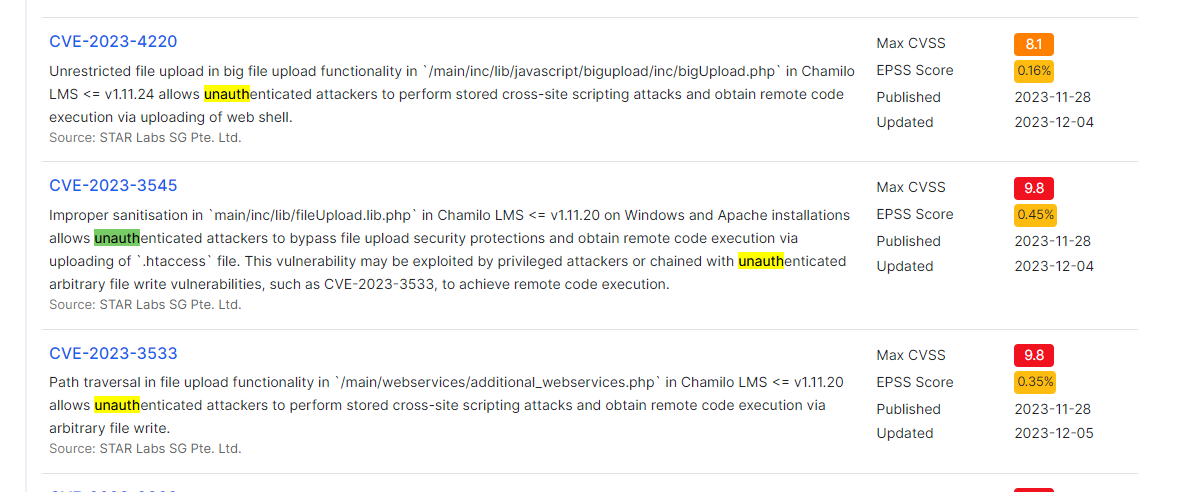 CVE-2023-4220
Unrestricted file upload in big file upload functionality in `/main/inc/lib/javascript/bigupload/inc/bigUpload.php` in Chamilo
LMS <= v1.11.24 allows unauthenticated attackers to perform stored cross-site scripting attacks and obtain remote code
execution via uploading of web shell.
Source: STAR Labs SG Pte. Ltd.
Max CVSS 8.1
EPSS Score 0.16%
Published 2023-11-28
Updated 2023-12-04
CVE-2023-3545
Improper sanitisation in `main/inc/lib/fileUpload.lib.php` in Chamilo LMS <= v1.11.20 on Windows and Apache installations
allows unauthenticated attackers to bypass file upload security protections and obtain remote code execution via
uploading of `.htaccess` file. This vulnerability may be exploited by privileged attackers or chained with unauthenticated
arbitrary file write vulnerabilities, such as CVE-2023-3533, to achieve remote code execution.
Source: STAR Labs SG Pte. Ltd.
Max CVSS 9.8
EPSS Score 0.45%
Published 2023-11-28
Updated 2023-12-04
CVE-2023-3533
Path traversal in file upload functionality in `/main/webservices/additional_webservices.php` in Chamilo LMS <= v1.11.20
allows unauthenticated attackers to perform stored cross-site scripting attacks and obtain remote code execution via
arbitrary file write.
Source: STAR Labs SG Pte. Ltd.
Max CVSS 9.8
EPSS Score 0.35%
Published 2023-11-28
Updated 2023-12-05